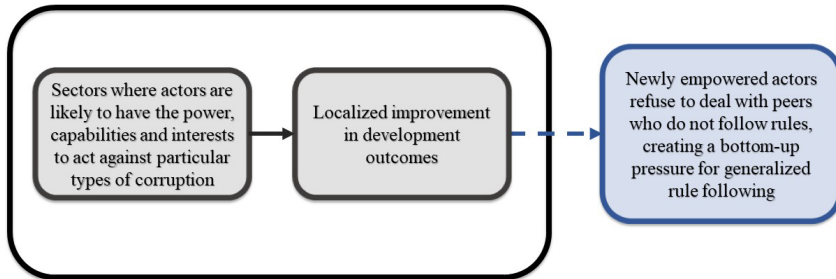 Sectors where actors are
likely to have the power,
capabilities and interests
to act against particular
types of corruption
Localized improvement
in development
outcomes
Newly empowered actors
refuse to deal with peers
who do not follow rules,
creating a bottom-up
pressure for generalized
rule following